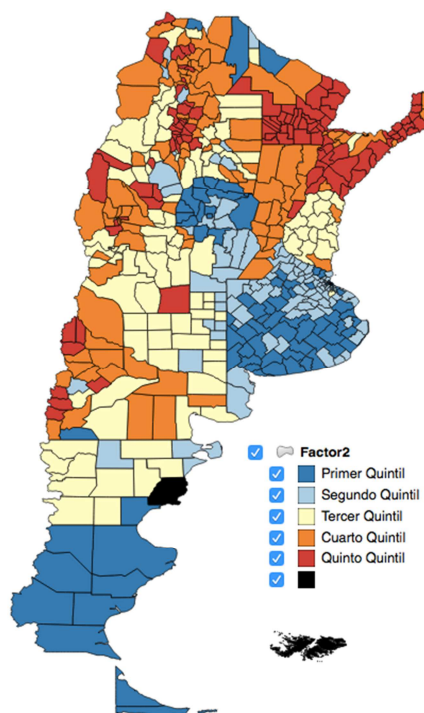 Factor2
Primer Quintil
Segundo Quintil
Tercer Quintil
Cuarto Quintil
Quinto Quintil